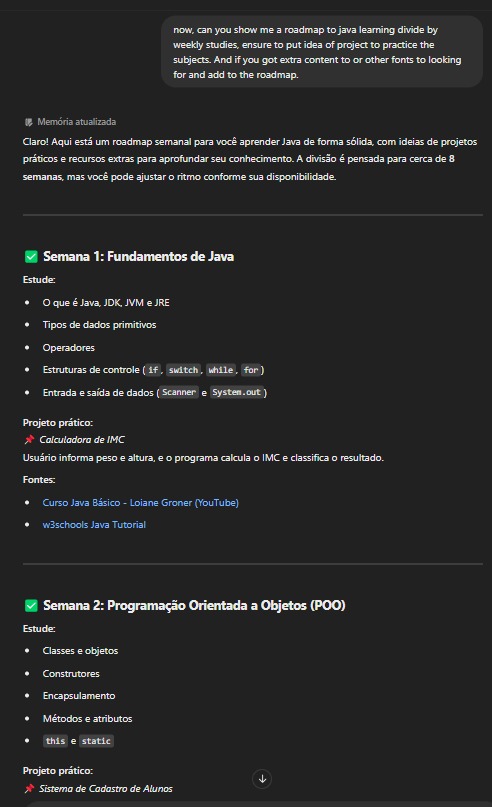 now, can you show me a roadmap to java learning divide by
weekly studies, ensure to put idea of project to practice the
subjects. And if you got extra content to or other fonts to looking
for and add to the roadmap.
Memória atualizada
Claro! Aqui está um roadmap semanal para você aprender Java de forma sólida, com ideias de projetos
práticos e recursos extras para aprofundar seu conhecimento. A divisão é pensada para cerca de 8
semanas, mas você pode ajustar o ritmo conforme sua disponibilidade.
✅ Semana 1: Fundamentos de Java
Estude:
• O que é Java, JDK, JVM e JRE
• Tipos de dados primitivos
• Operadores
• Estruturas de controle (if, switch, while, for)
• Entrada e saída de dados (Scanner e System.out)
Projeto prático:
📌 Calculadora de IMC
Usuário informa peso e altura, e o programa calcula o IMC e classifica o resultado.
Fontes:
• Curso Java Básico - Loiane Groner (YouTube)
• w3schools Java Tutorial
✅ Semana 2: Programação Orientada a Objetos (POO)
Estude:
• Classes e objetos
• Construtores
• Encapsulamento
• Métodos e atributos
• this e static
Projeto prático:
📌 Sistema de Cadastro de Alunos